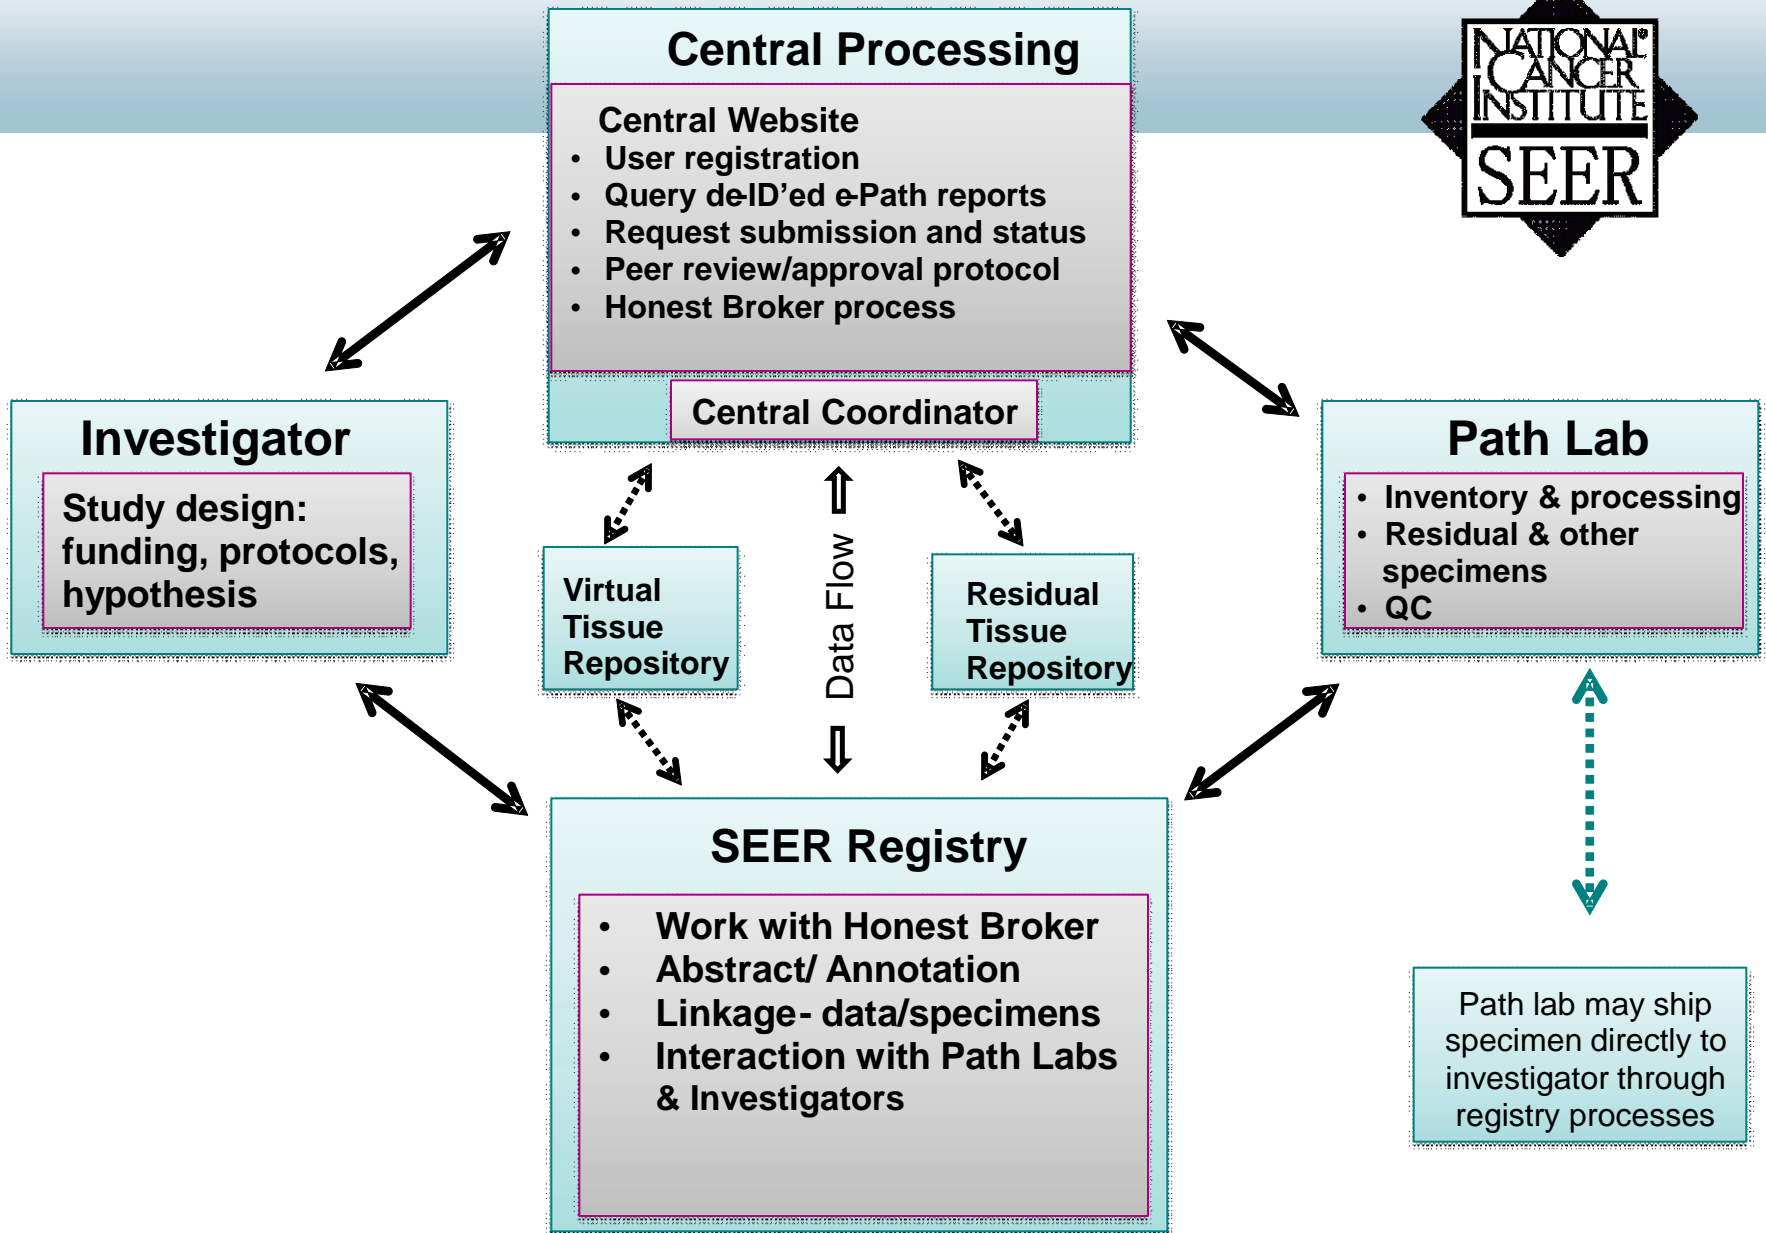 Central Processing
Central Website
• User registration
• Query de-ID’ed e-Path reports
• Request submission and status
• Peer review/approval protocol
• Honest Broker process
Central Coordinator
NATIONAL®
CANCER
INSTITUTE
SEER
Investigator
Study design:
funding, protocols,
hypothesis
Virtual
Tissue
Repository
Data Flow
Residual
Tissue
Repository
Path Lab
• Inventory & processing
• Residual & other
specimens
• QC
SEER Registry
• Work with Honest Broker
• Abstract/ Annotation
• Linkage- data/specimens
• Interaction with Path Labs
& Investigators
Path lab may ship
specimen directly to
investigator through
registry processes